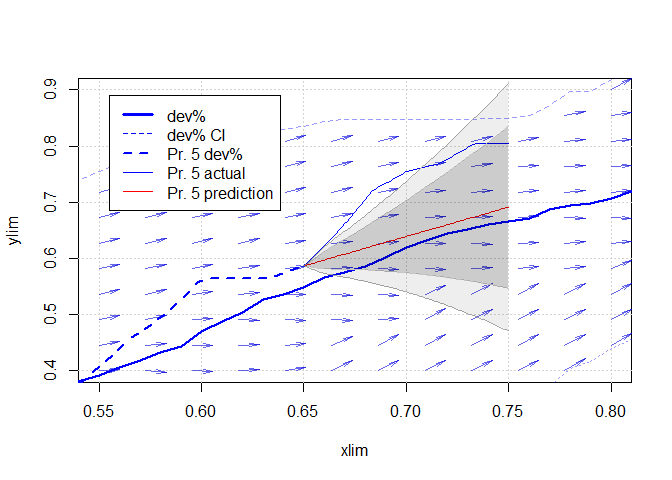 0.9
0.8
0.7
0.6
0.5
0.4
ylim
dev%
dev% CI
Pr. 5 dev%
Pr. 5 actual
Pr. 5 prediction
0.55 0.60 0.65 0.70 0.75 0.80
xlim